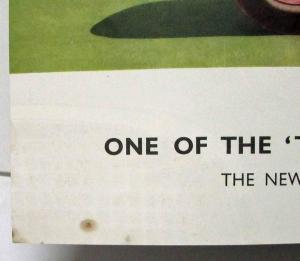 ONE OF THE ‘
THE NEW